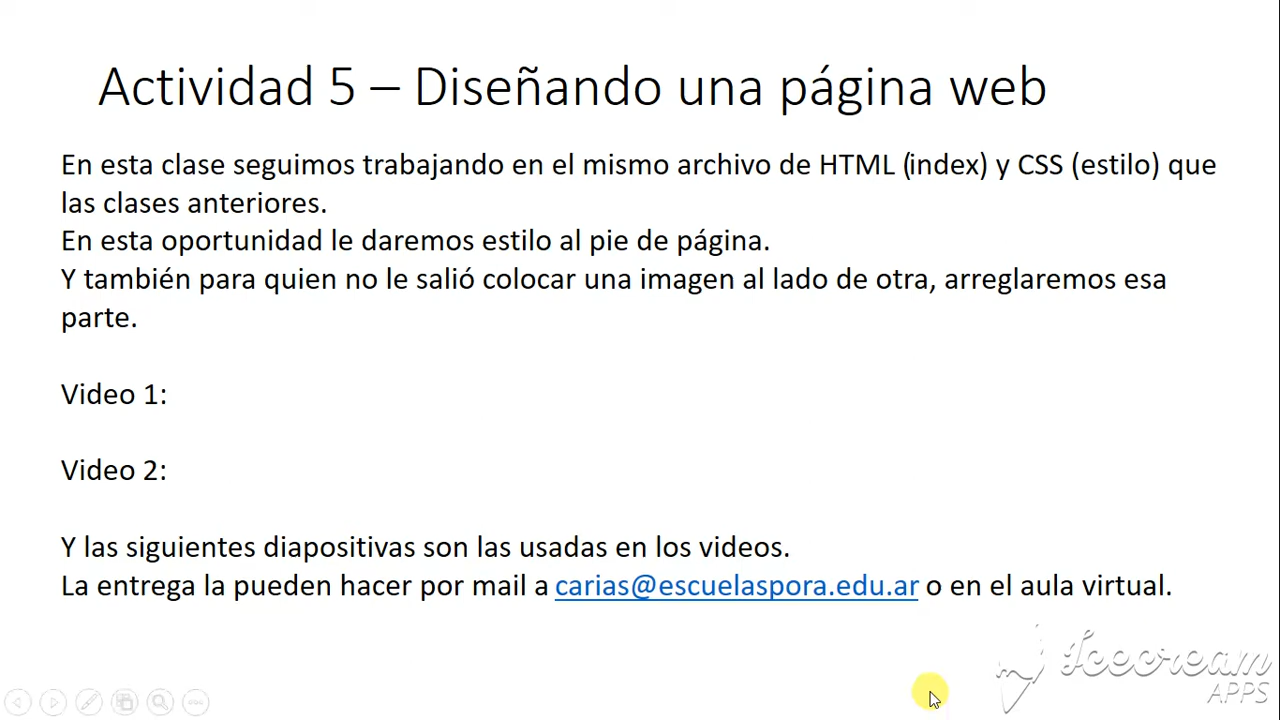 Actividad 5 – Diseñando una página web
En esta clase seguimos trabajando en el mismo archivo de HTML (index) y CSS (estilo) que
las clases anteriores.
En esta oportunidad le daremos estilo al pie de página.
Y también para quien no le salió colocar una imagen al lado de otra, arreglaremos esa
parte.
Video 1:
Video 2:
Y las siguientes diapositivas son las usadas en los videos.
La entrega la pueden hacer por mail a carias@escuelaspora.edu.ar o en el aula virtual.
Icecream
APPS